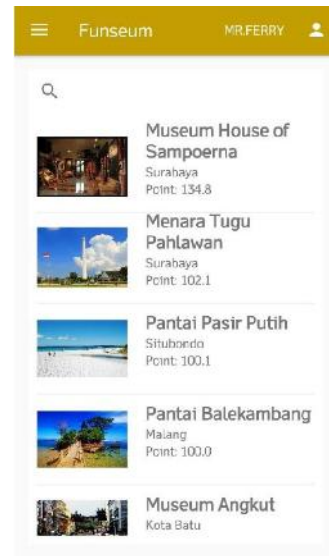 Funseum MR.FERRY
Museum House of
Sampoerna
Surabaya
Point: 134.8
Menara Tugu
Pahlawan
Surabaya
Point: 102.1
Pantai Pasir Putih
Situbondo
Point: 100.1
Pantai Balekambang
Malang
Point: 100.0
Museum Angkut
Kota Batu